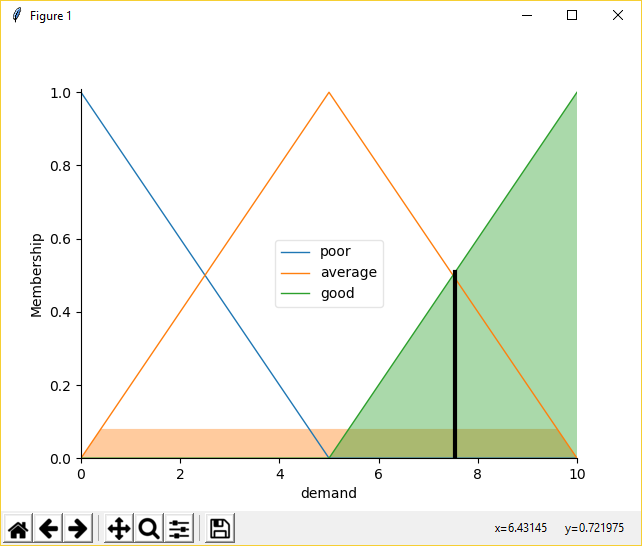 Figure 1
1.0
0.8
0.6
0.4
0.2
0.0
Membership
poor
average
good
0 2 4 6 8 10
demand
x=6.43145 y=0.721975